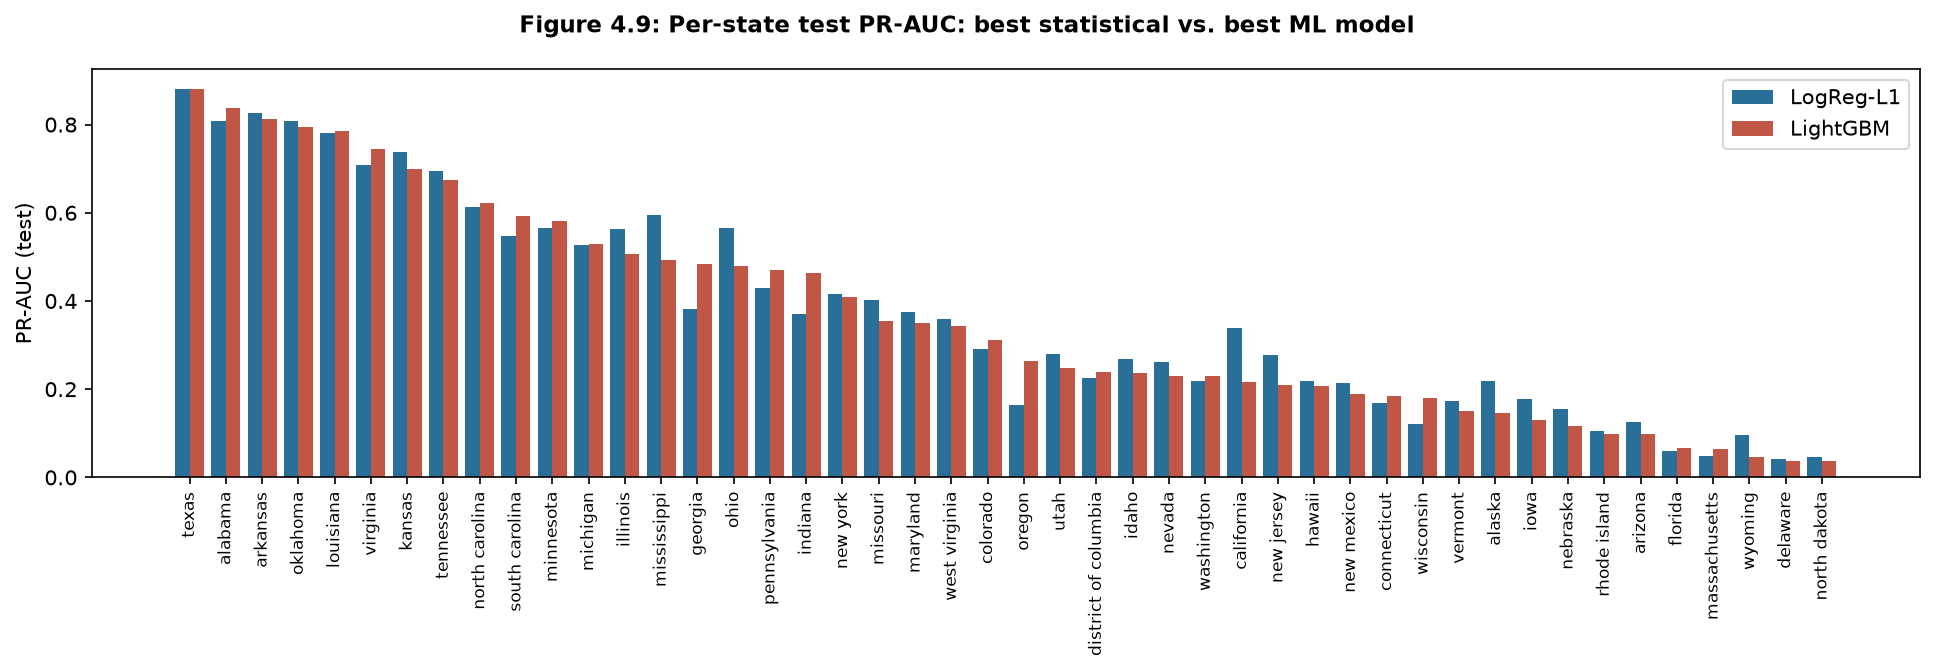 Figure 4.9: Per-state test PR-AUC: best statistical vs. best ML model
LogReg-L1
LightGBM
PR-AUC (test)
0.8
0.6
0.4
0.2
0.0
texas
alabama
arkansas
oklahoma
louisiana
virginia
kansas
tennessee
north carolina
south carolina
minnesota
michigan
illinois
mississippi
georgia
ohio
pennsylvania
indiana
new york
missouri
maryland
west virginia
colorado
oregon
utah
district of columbia
idaho
nevada
washington
california
new jersey
hawaii
new mexico
connecticut
wisconsin
vermont
alaska
iowa
nebraska
rhode island
arizona
florida
massachusetts
wyoming
delaware
north dakota